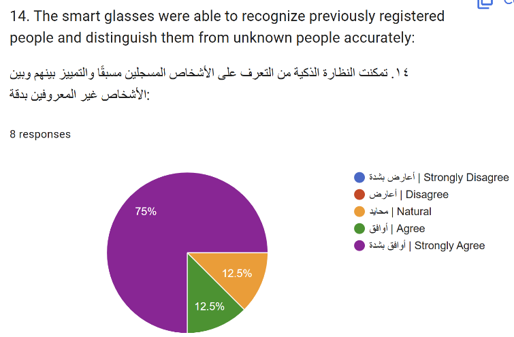 14. The smart glasses were able to recognize previously registered
people and distinguish them from unknown people accurately:
١٤. تمكنت النظارة الذكية من التعرف على الأشخاص المسجلين مسبقًا والتمييز بينهم وبين
الأشخاص غير المعروفين بدقة:
8 responses
أعارض بشدة | Strongly Disagree
أعارض | Disagree
محايد | Natural
أوافق | Agree
أوافق بشدة | Strongly Agree
75%
12.5%
12.5%